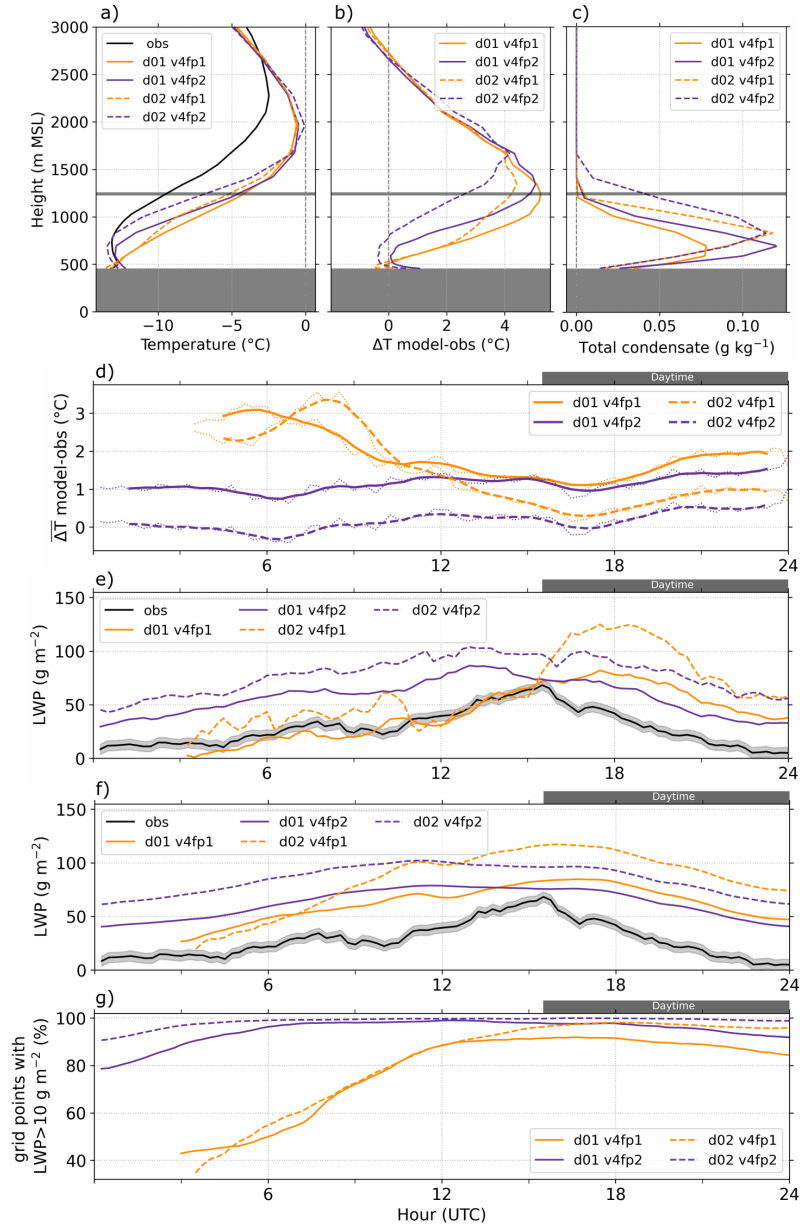 a)
b)
c)
3000
2500
2000
1500
1000
500
0
Height (m MSL)
obs
d01 v4fp1
d01 v4fp2
d02 v4fp1
d02 v4fp2
−10
−5
0
Temperature (°C)
d01 v4fp1
d01 v4fp2
d02 v4fp1
d02 v4fp2
0
2
4
ΔT model-obs (°C)
d01 v4fp1
d01 v4fp2
d02 v4fp1
d02 v4fp2
0.00
0.05
0.10
Total condensate (g kg⁻¹)
d)
Daytime
3
2
1
0
Δ̅T̅ model-obs (°C)
d01 v4fp1
d02 v4fp1
d01 v4fp2
d02 v4fp2
6
12
18
24
e)
Daytime
150
100
50
0
LWP (g m⁻²)
obs
d01 v4fp2
d02 v4fp2
d01 v4fp1
d02 v4fp1
6
12
18
24
f)
Daytime
150
100
50
0
LWP (g m⁻²)
obs
d01 v4fp2
d02 v4fp2
d01 v4fp1
d02 v4fp1
6
12
18
24
g)
Daytime
100
80
60
40
grid points with
LWP>10 g m⁻² (%)
d01 v4fp1
d02 v4fp1
d01 v4fp2
d02 v4fp2
6
12
18
24
Hour (UTC)